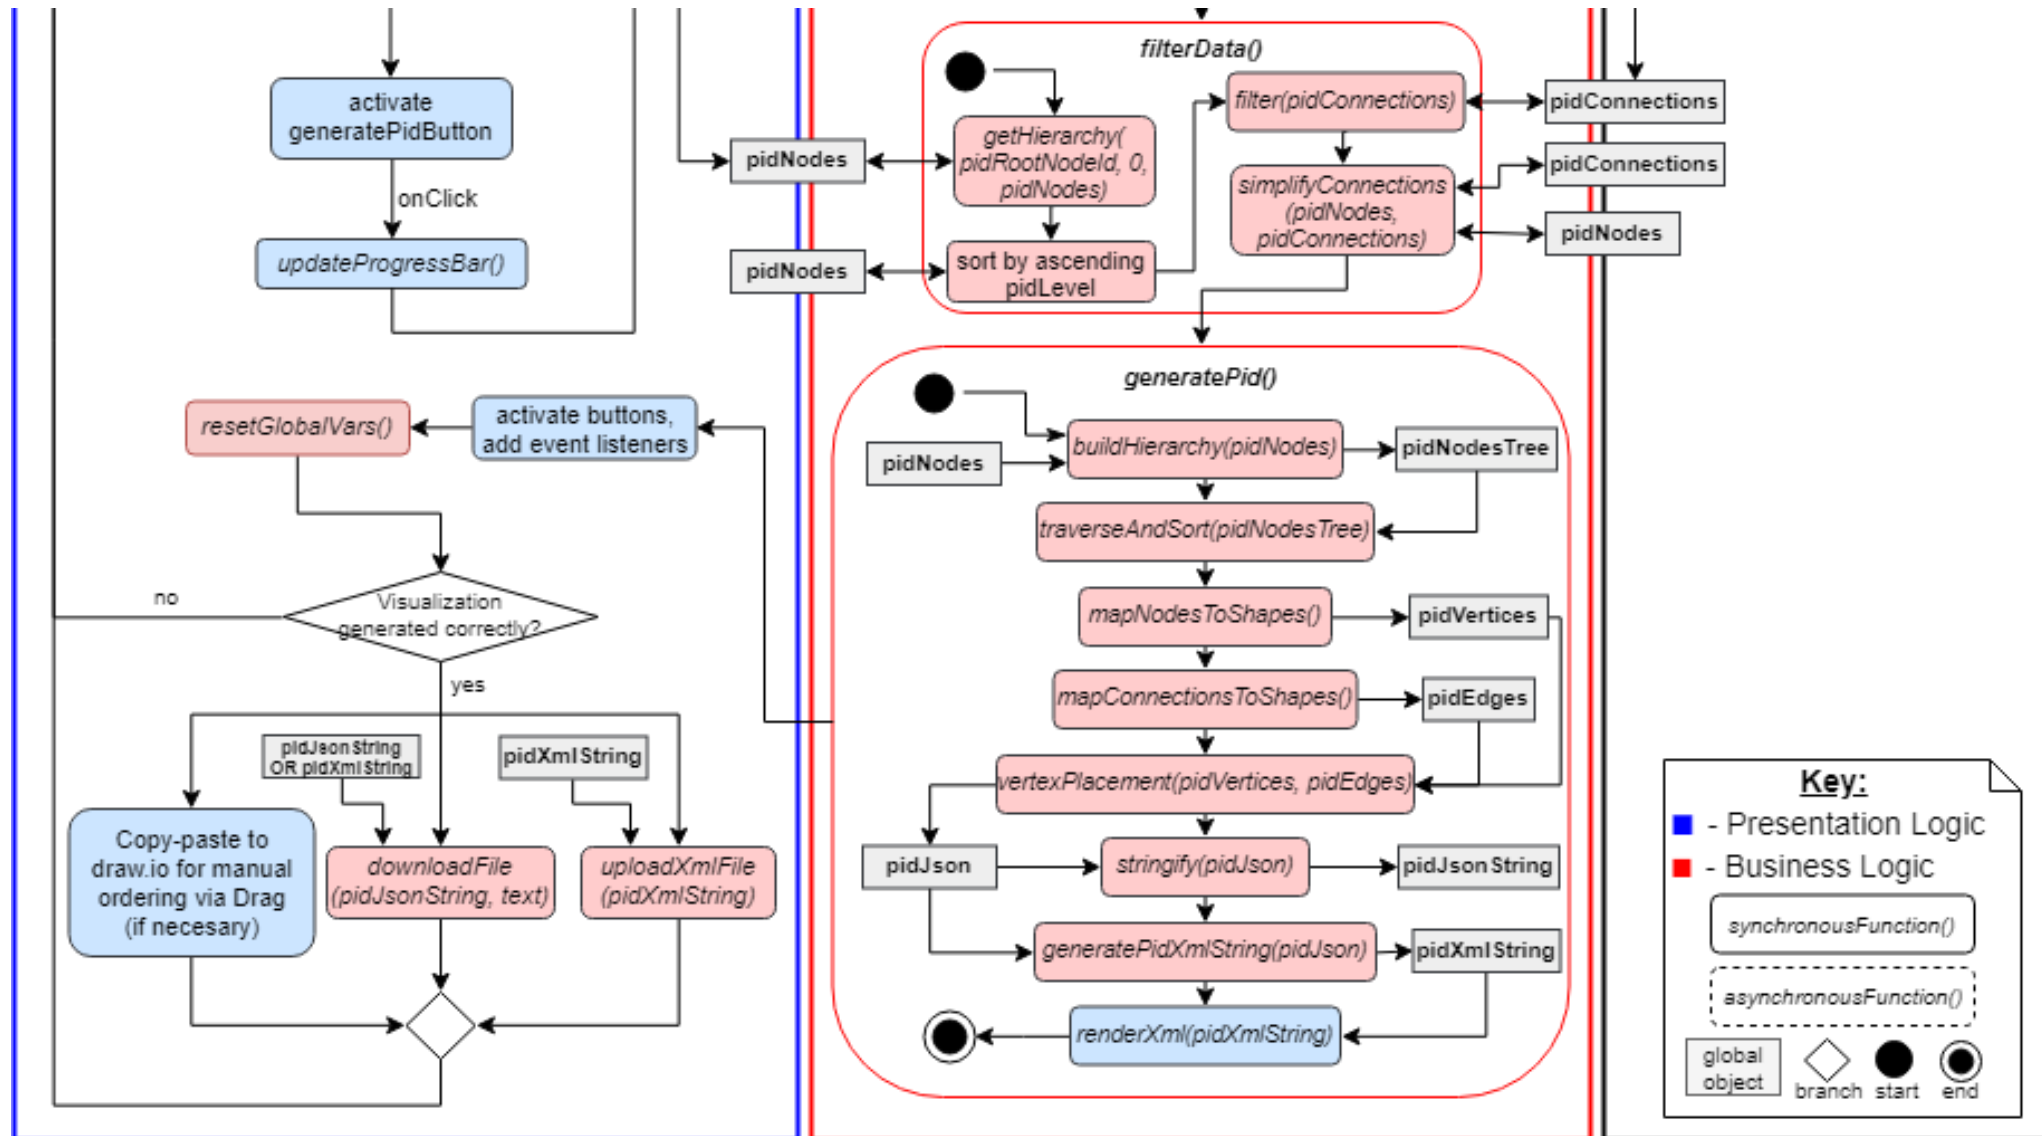 activate
generatePidButton
onClick
updateProgressBar()
resetGlobalVars()
activate buttons,
add event listeners
Visualization
generated correctly?
no
yes
pidJsonString
OR pidXmlString
pidXmlString
Copy-paste to
draw.io for manual
ordering via Drag
(if necesary)
downloadFile
(pidJsonString, text)
uploadXmlFile
(pidXmlString)
pidNodes
pidNodes
filterData()
getHierarchy(
pidRootNodeId, 0,
pidNodes)
sort by ascending
pidLevel
filter(pidConnections)
simplifyConnections
(pidNodes,
pidConnections)
pidConnections
pidConnections
pidNodes
generatePid()
pidNodes
buildHierarchy(pidNodes)
pidNodesTree
traverseAndSort(pidNodesTree)
mapNodesToShapes()
pidVertices
mapConnectionsToShapes()
pidEdges
vertexPlacement(pidVertices, pidEdges)
pidJson
stringify(pidJson)
pidJsonString
generatePidXmlString(pidJson)
pidXmlString
renderXml(pidXmlString)
Key:
- Presentation Logic
- Business Logic
synchronousFunction()
asynchronousFunction()
global
object
branch
start
end